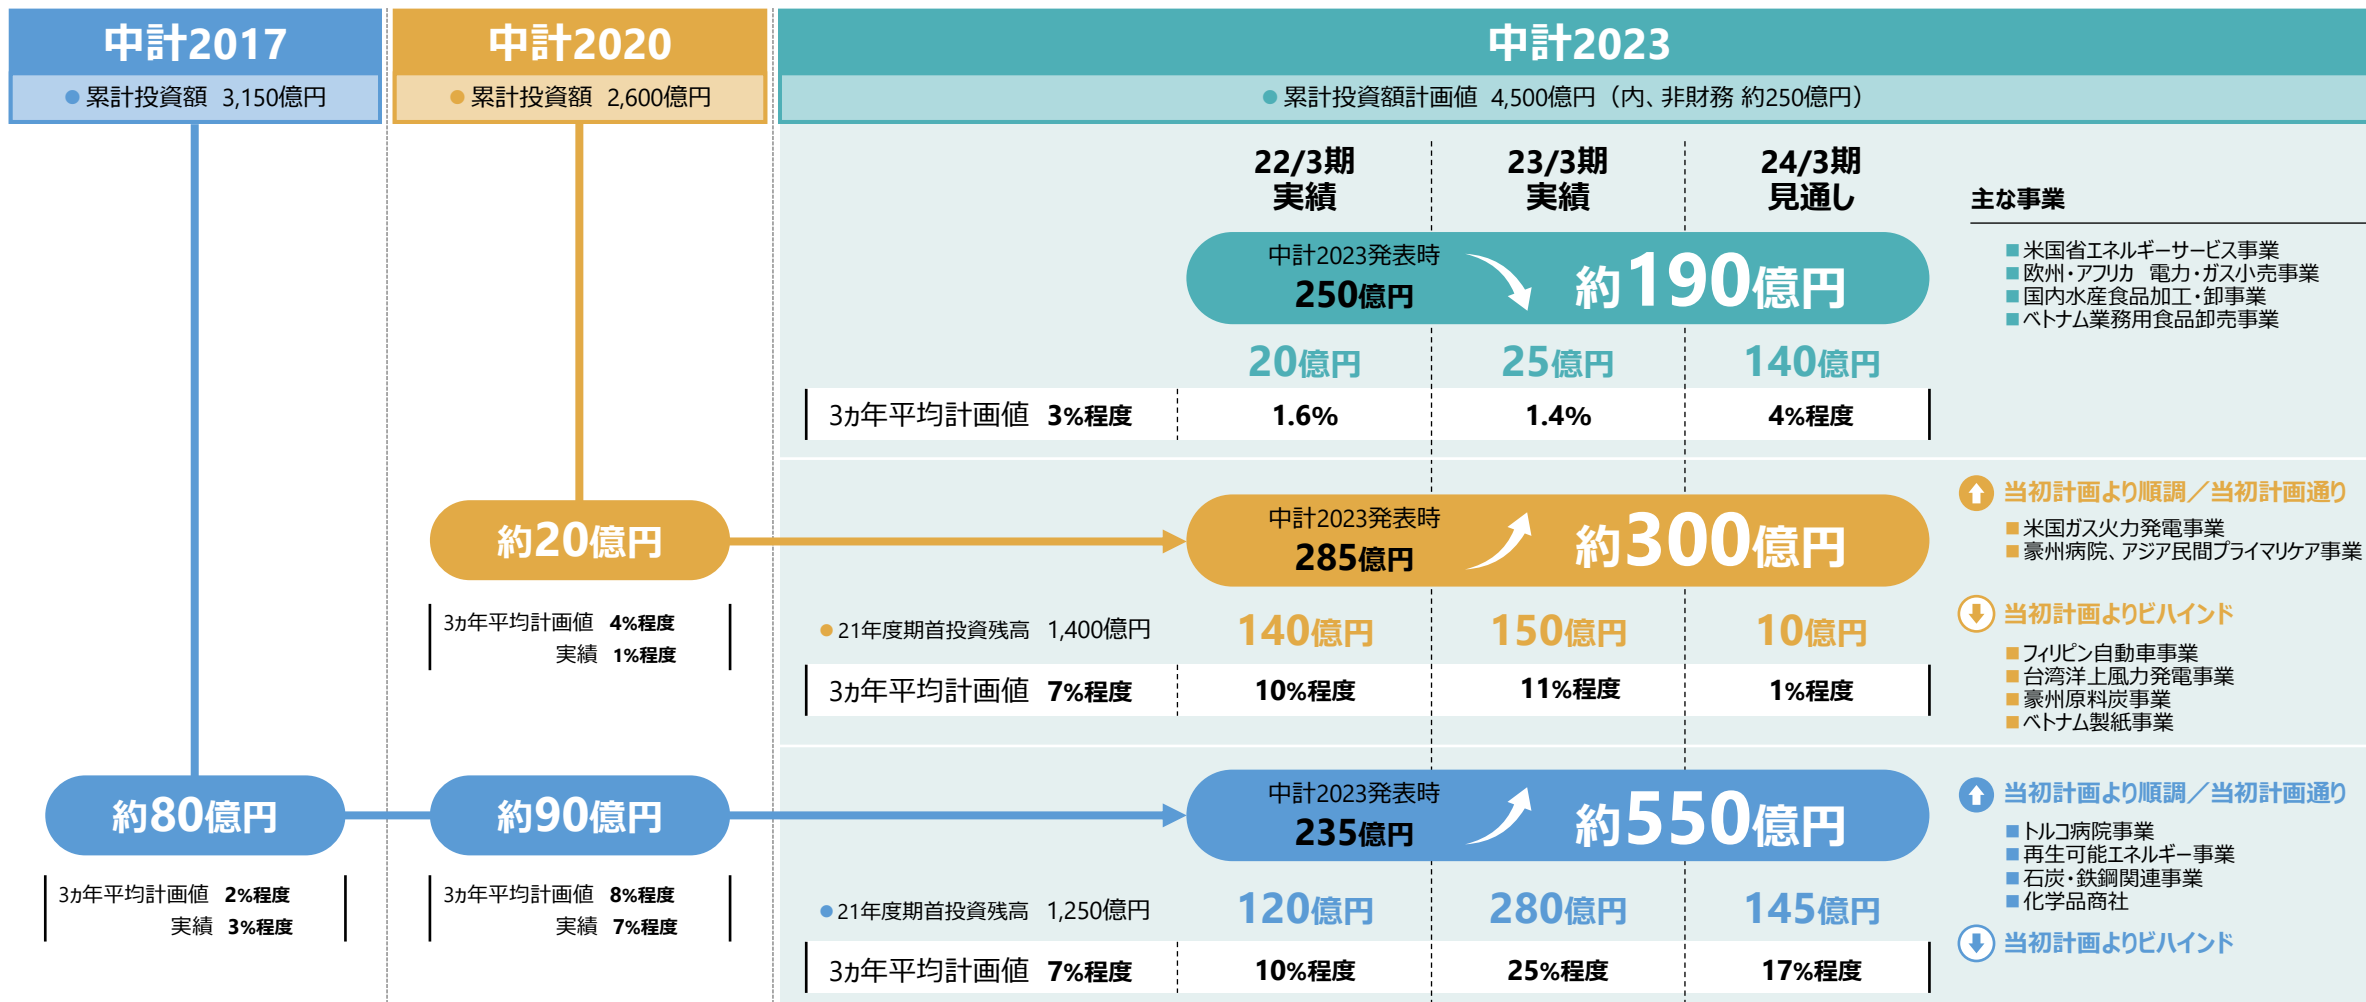 中計2017
● 累計投資額 3,150億円
中計2020
● 累計投資額 2,600億円
中計2023
● 累計投資額計画値 4,500億円（内、非財務 約250億円）
22/3期
実績
23/3期
実績
24/3期
見通し
主な事業
中計2023発表時
250億円
約190億円
20億円
25億円
140億円
3ヵ年平均計画値 3%程度
1.6%
1.4%
4%程度
■ 米国省エネルギーサービス事業
■ 欧州・アフリカ 電力・ガス小売事業
■ 国内水産食品加工・卸事業
■ ベトナム業務用食品卸売事業
約20億円
3ヵ年平均計画値 4%程度
実績 1%程度
中計2023発表時
285億円
約300億円
● 21年度期首投資残高 1,400億円
140億円
150億円
10億円
3ヵ年平均計画値 7%程度
10%程度
11%程度
1%程度
当初計画より順調／当初計画通り
■ 米国ガス火力発電事業
■ 豪州病院、アジア民間プライマリケア事業
当初計画よりビハインド
■ フィリピン自動車事業
■ 台湾洋上風力発電事業
■ 豪州原料炭事業
■ ベトナム製紙事業
約80億円
3ヵ年平均計画値 2%程度
実績 3%程度
約90億円
3ヵ年平均計画値 8%程度
実績 7%程度
中計2023発表時
235億円
約550億円
● 21年度期首投資残高 1,250億円
120億円
280億円
145億円
3ヵ年平均計画値 7%程度
10%程度
25%程度
17%程度
当初計画より順調／当初計画通り
■ トルコ病院事業
■ 再生可能エネルギー事業
■ 石炭・鉄鋼関連事業
■ 化学品商社
当初計画よりビハインド